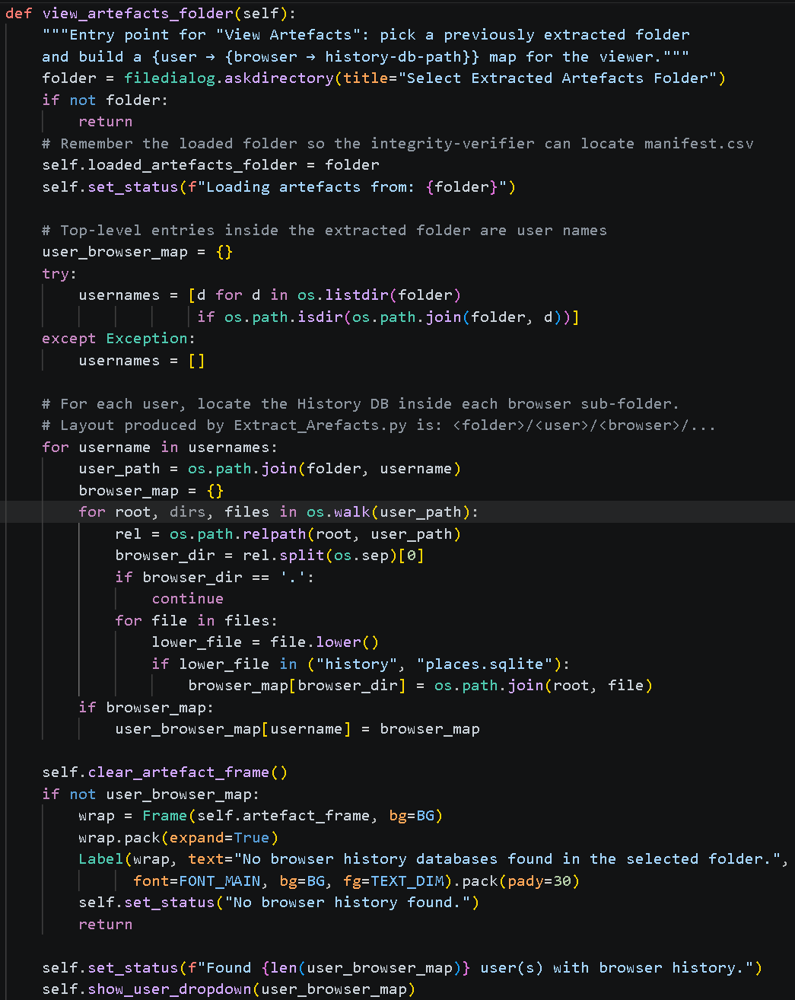 def view_artefacts_folder(self):
    """Entry point for "View Artefacts": pick a previously extracted folder
    and build a {user → {browser → history-db-path}} map for the viewer."""
    folder = filedialog.askdirectory(title="Select Extracted Artefacts Folder")
    if not folder:
        return
    # Remember the loaded folder so the integrity-verifier can locate manifest.csv
    self.loaded_artefacts_folder = folder
    self.set_status(f"Loading artefacts from: {folder}")

    # Top-level entries inside the extracted folder are user names
    user_browser_map = {}
    try:
        usernames = [d for d in os.listdir(folder)
                     if os.path.isdir(os.path.join(folder, d))]
    except Exception:
        usernames = []

    # For each user, locate the History DB inside each browser sub-folder.
    # Layout produced by Extract_Arefacts.py is: <folder>/<user>/<browser>/...
    for username in usernames:
        user_path = os.path.join(folder, username)
        browser_map = {}
        for root, dirs, files in os.walk(user_path):
            rel = os.path.relpath(root, user_path)
            browser_dir = rel.split(os.sep)[0]
            if browser_dir == '.':
                continue
            for file in files:
                lower_file = file.lower()
                if lower_file in ("history", "places.sqlite"):
                    browser_map[browser_dir] = os.path.join(root, file)
        if browser_map:
            user_browser_map[username] = browser_map

    self.clear_artefact_frame()
    if not user_browser_map:
        wrap = Frame(self.artefact_frame, bg=BG)
        wrap.pack(expand=True)
        Label(wrap, text="No browser history databases found in the selected folder.",
              font=FONT_MAIN, bg=BG, fg=TEXT_DIM).pack(pady=30)
        self.set_status("No browser history found.")
        return

    self.set_status(f"Found {len(user_browser_map)} user(s) with browser history.")
    self.show_user_dropdown(user_browser_map)